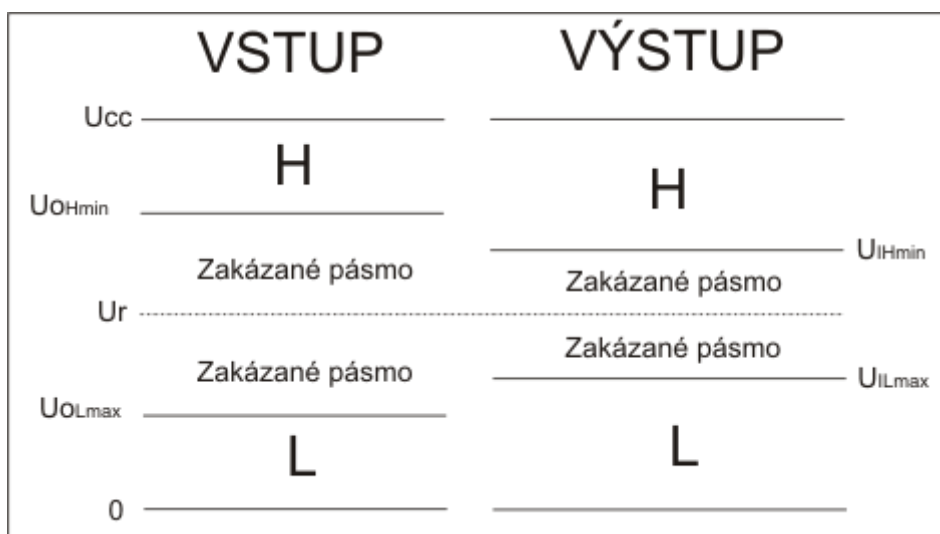 VSTUP VÝSTUP
Ucc
H
H
UoHmin
UIHmin
Zakázané pásmo
Zakázané pásmo
Ur
Zakázané pásmo
Zakázané pásmo
UILmax
UoLmax
L
L
0